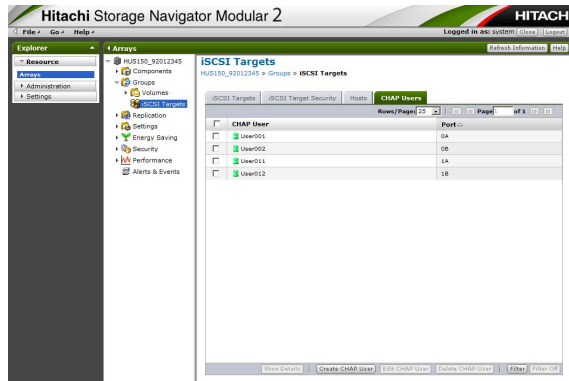 Hitachi Storage Navigator Modular 2
HITACH
File Go Help
Logged in as: system Close Logout
Explorer
Arrays
Refresh Information Help
Resource
Arrays
Administration
Settings
HUS150_92012345
Components
Groups
Volumes
iSCSI Targets
Replication
Settings
Energy Saving
Security
Performance
Alerts & Events
iSCSI Targets
HUS150_92012345 > Groups > iSCSI Targets
iSCSI Targets iSCSI Target Security Hosts CHAP Users
Rows/Page: 25 Page 1 of 1
CHAP User Port
User001 0A
User002 0B
User011 1A
User012 1B
Show Details Create CHAP User Edit CHAP User Delete CHAP User Filter Filter Off